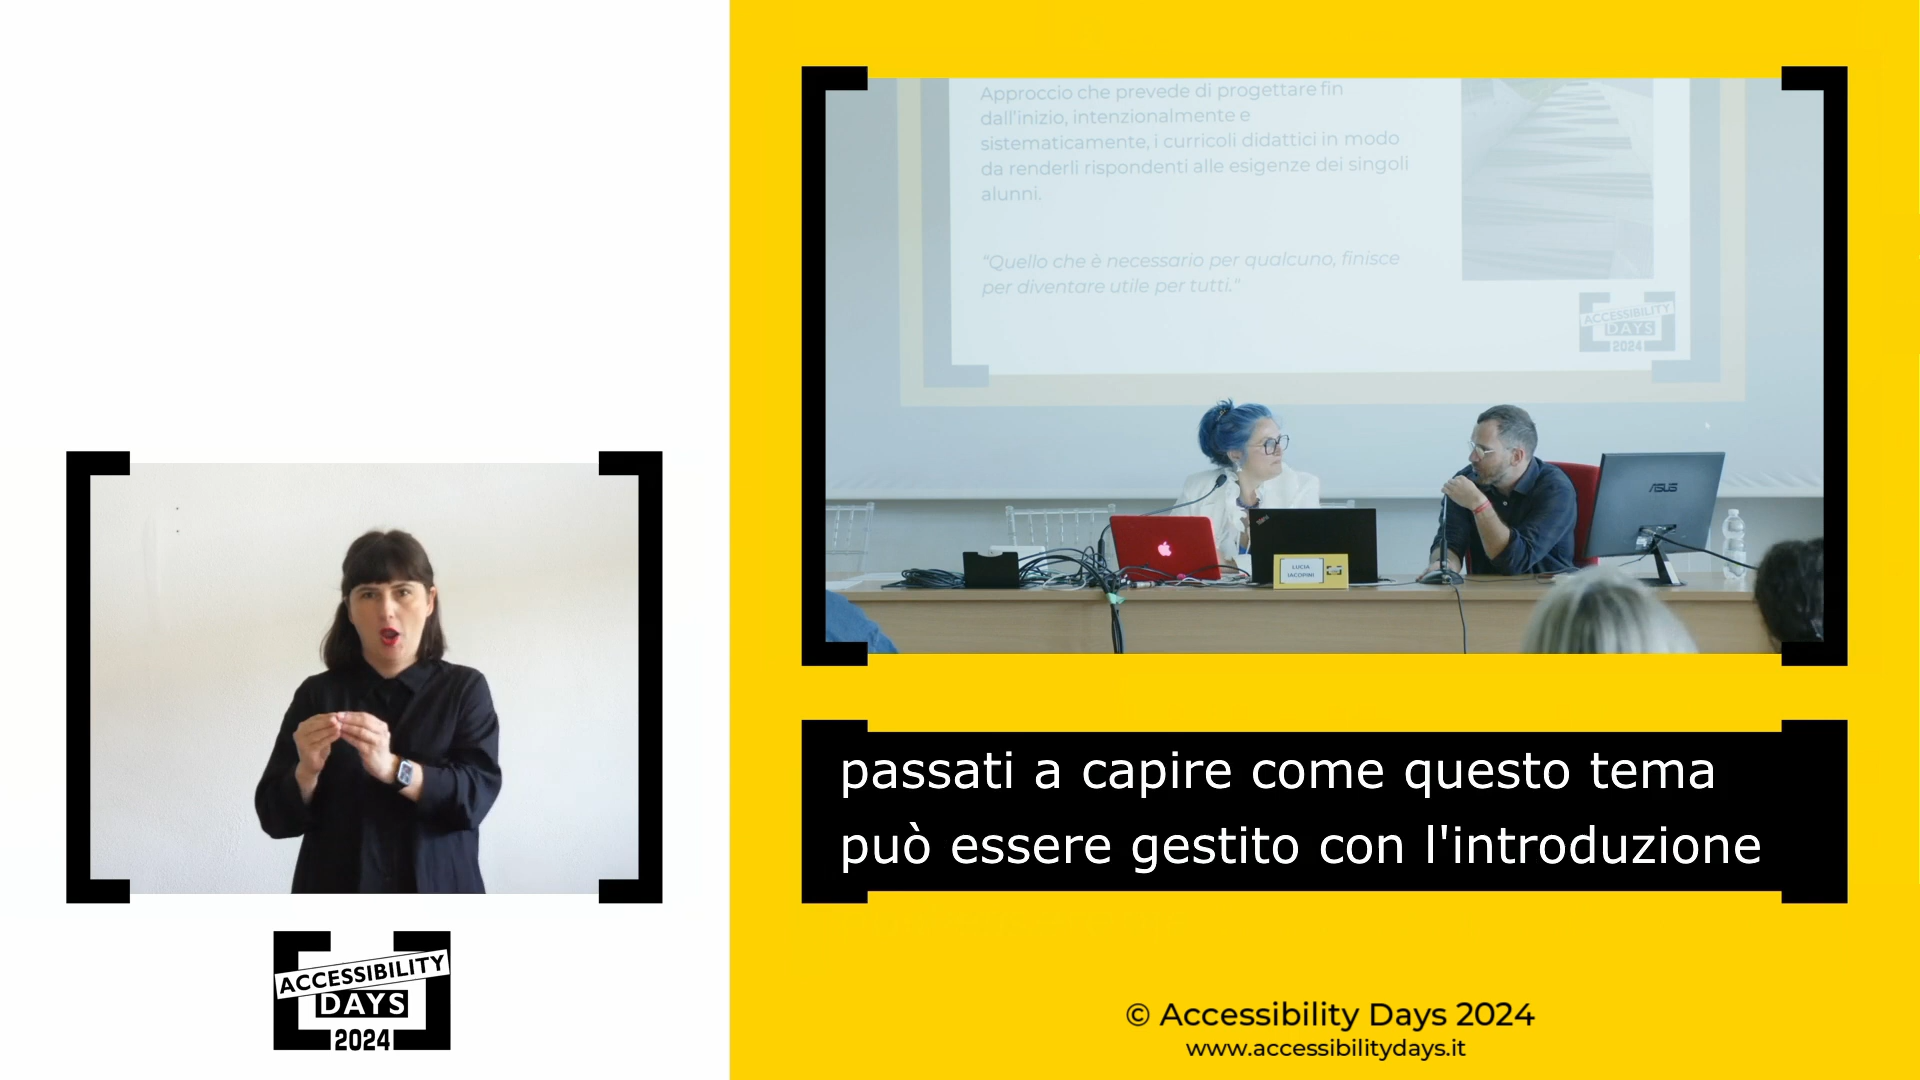 Approccio che prevede di progettare fin
dall'inizio, intenzionalmente e
sistematicamente, i curricoli didattici in modo
da renderli rispondenti alle esigenze dei singoli
alunni.
"Quello che è necessario per qualcuno, finisce
per diventare utile per tutti."
ACCESSIBILITY
DAYS
2024
ASUS
LUCIA
IACOPINI
passati a capire come questo tema
può essere gestito con l'introduzione
ACCESSIBILITY
DAYS
2024
© Accessibility Days 2024
www.accessibilitydays.it